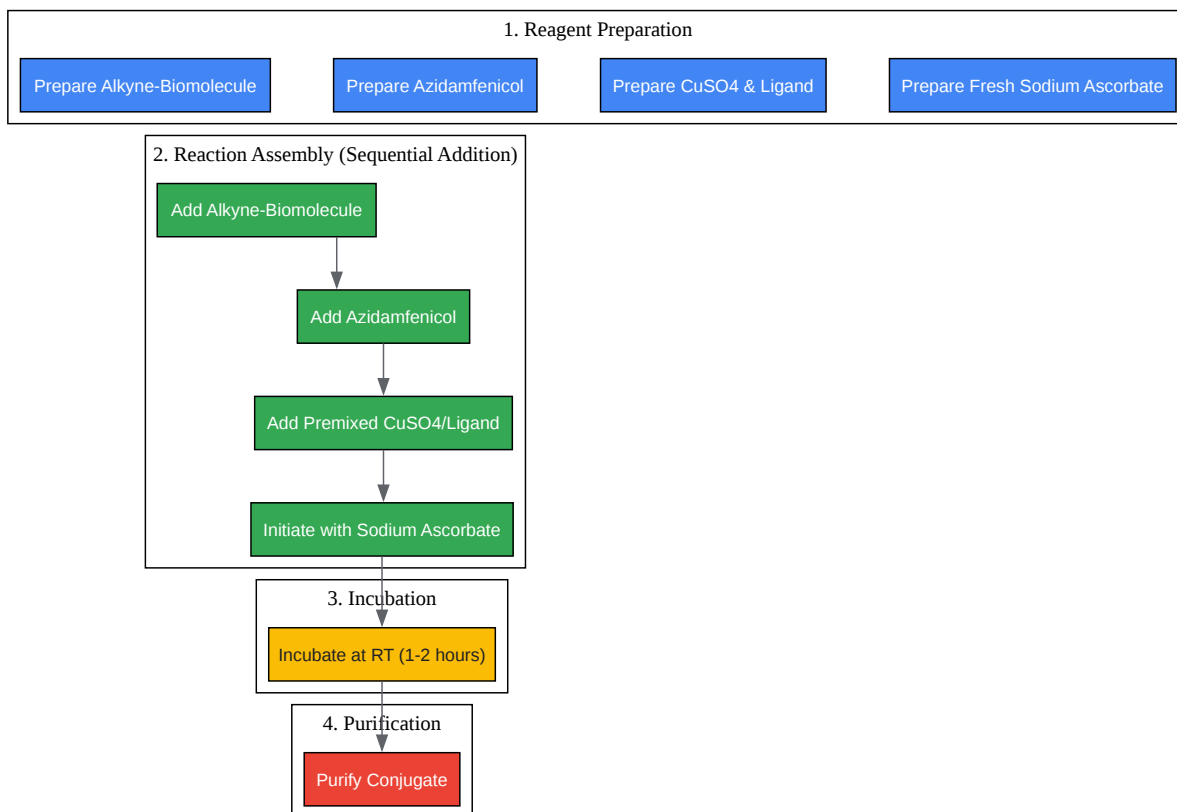 1. Reagent Preparation
Prepare Alkyne-Biomolecule
Prepare Azidamfenicol
Prepare CuSO4 & Ligand
Prepare Fresh Sodium Ascorbate
2. Reaction Assembly (Sequential Addition)
Add Alkyne-Biomolecule
Add Azidamfenicol
Add Premixed CuSO4/Ligand
Initiate with Sodium Ascorbate
3. Incubation
Incubate at RT (1-2 hours)
4. Purification
Purify Conjugate